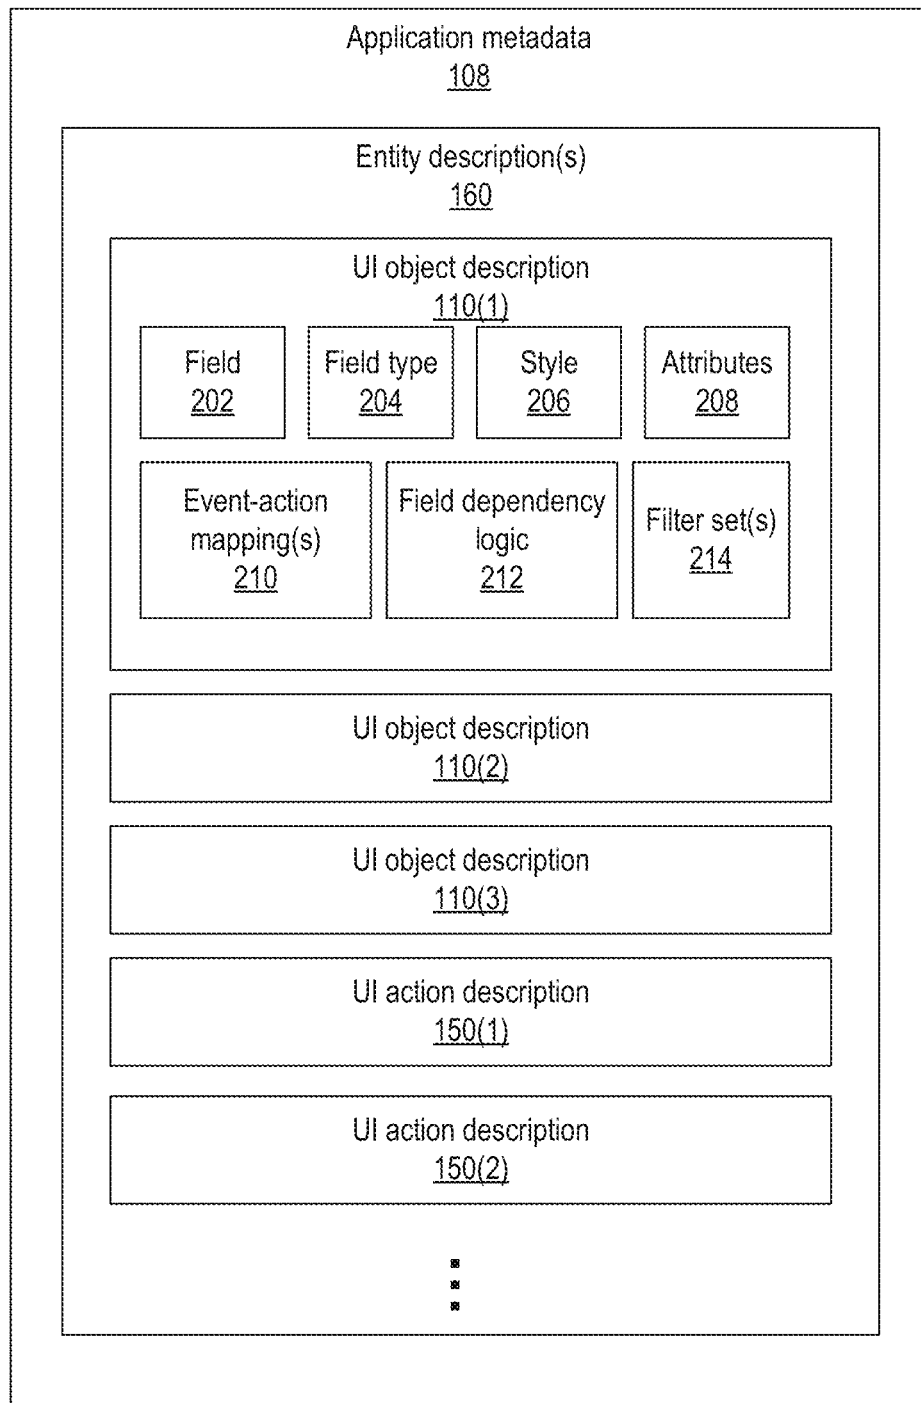 Application metadata
108
Entity description(s)
160
UI object description
110(1)
Field
202
Field type
204
Style
206
Attributes
208
Event-action
mapping(s)
210
Field dependency
logic
212
Filter set(s)
214
UI object description
110(2)
UI object description
110(3)
UI action description
150(1)
UI action description
150(2)